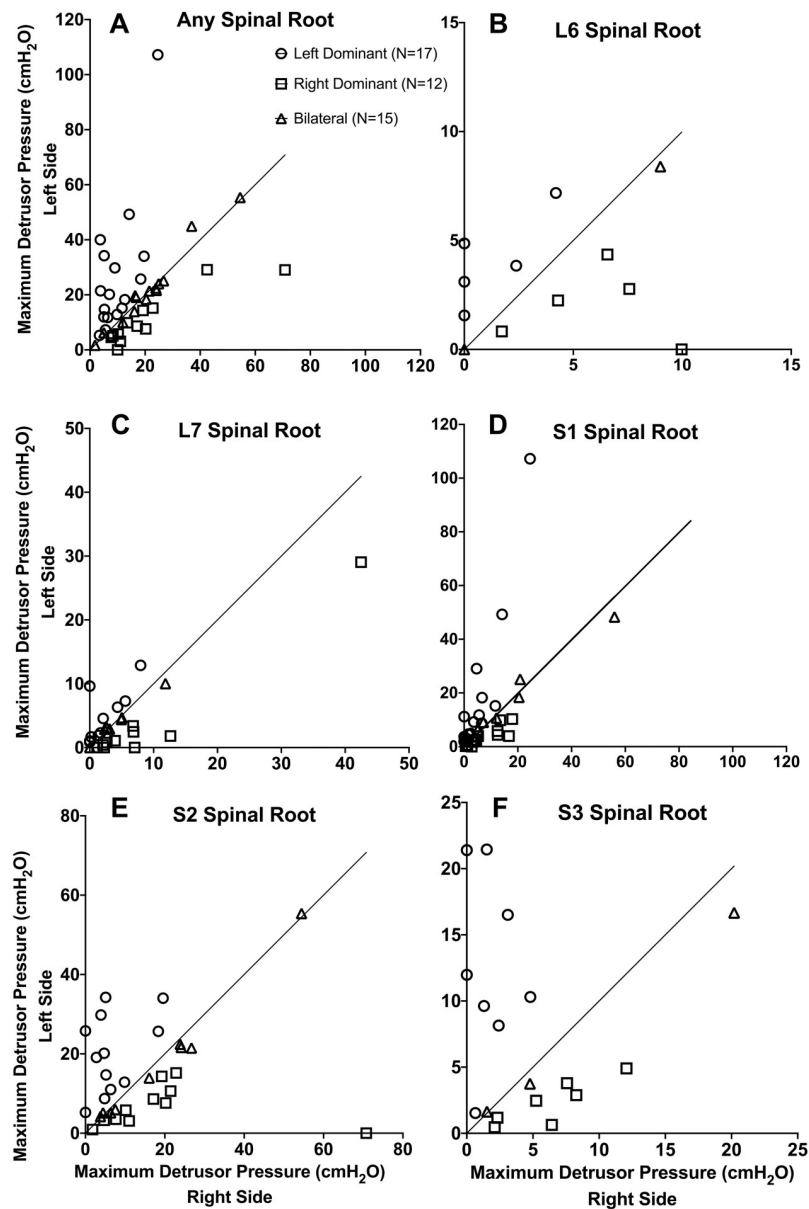 A
Any Spinal Root
Left Dominant (N=17)
Right Dominant (N=12)
Bilateral (N=15)
Maximum Detrusor Pressure (cmH₂O)
Left Side
120
100
80
60
40
20
0
0 20 40 60 80 100 120
B
L6 Spinal Root
15
10
5
0
0 5 10 15
C
L7 Spinal Root
Maximum Detrusor Pressure (cmH₂O)
Left Side
50
40
30
20
10
0
0 10 20 30 40 50
D
S1 Spinal Root
120
100
80
60
40
20
0
0 20 40 60 80 100 120
E
S2 Spinal Root
Maximum Detrusor Pressure (cmH₂O)
Left Side
80
60
40
20
0
0 20 40 60 80
Maximum Detrusor Pressure (cmH₂O)
Right Side
F
S3 Spinal Root
25
20
15
10
5
0
0 5 10 15 20 25
Maximum Detrusor Pressure (cmH₂O)
Right Side